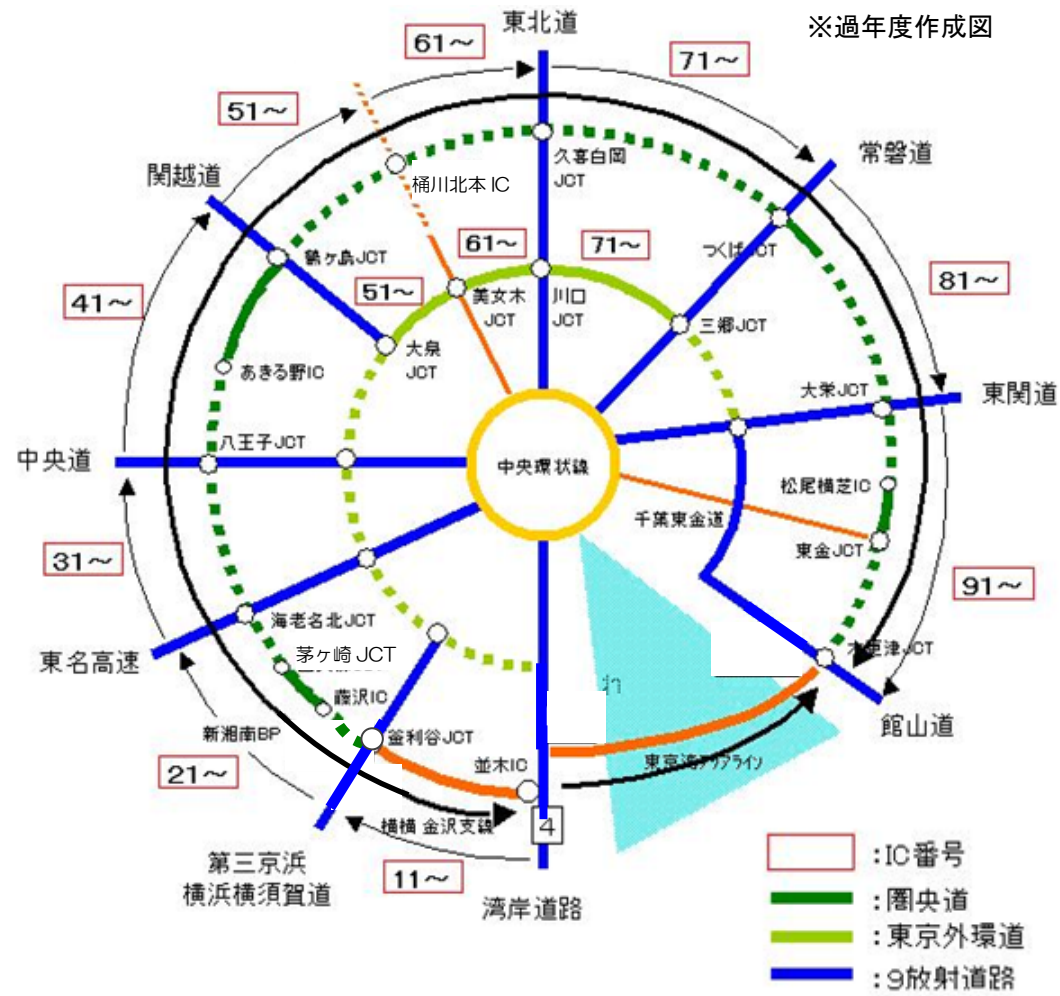 ※過年度作成図
東北道
61～
71～
51～
常磐道
関越道
久喜白岡
JCT
桶川北本 IC
61～
71～
つくばJCT
鶴ヶ島JCT
81～
41～
51～
美女木
JCT
川口
JCT
三郷JCT
大泉
JCT
あきる野IC
大栄JCT
東関道
中央道
八王子JCT
中央環状線
松尾横芝IC
千葉東金道
東金JCT
31～
91～
海老名北JCT
東名高速
茅ヶ崎 JCT
木更津JCT
藤沢IC
館山道
新湘南BP
釜利谷JCT
並木IC
東京湾アクアライン
21～
横横 金沢支線
4
第三京浜
横浜横須賀道
11～
湾岸道路
:IC番号
:圏央道
:東京外環道
:9放射道路